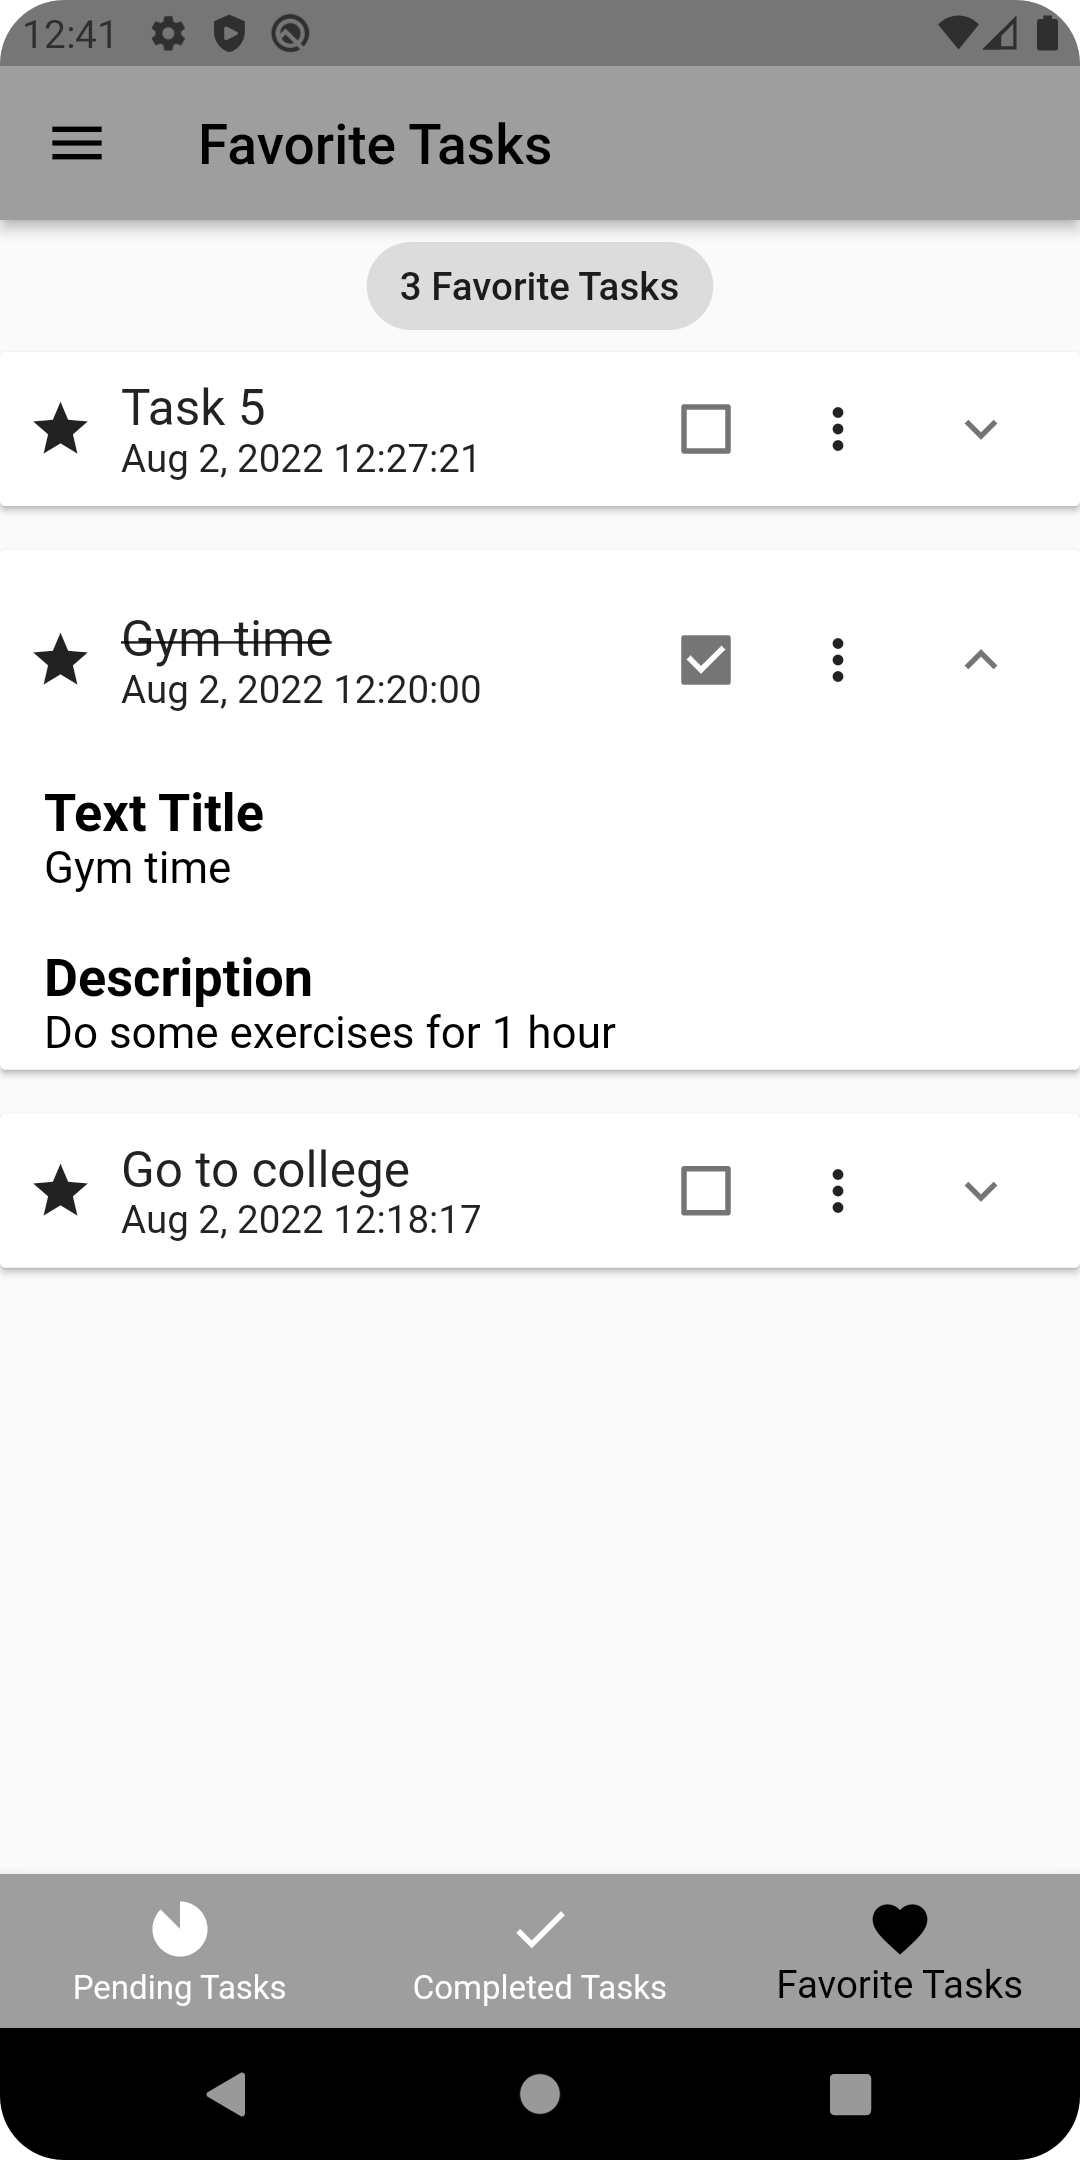 12:41
Favorite Tasks
3 Favorite Tasks
Task 5
Aug 2, 2022 12:27:21
Gym time
Aug 2, 2022 12:20:00
Text Title
Gym time
Description
Do some exercises for 1 hour
Go to college
Aug 2, 2022 12:18:17
Pending Tasks
Completed Tasks
Favorite Tasks